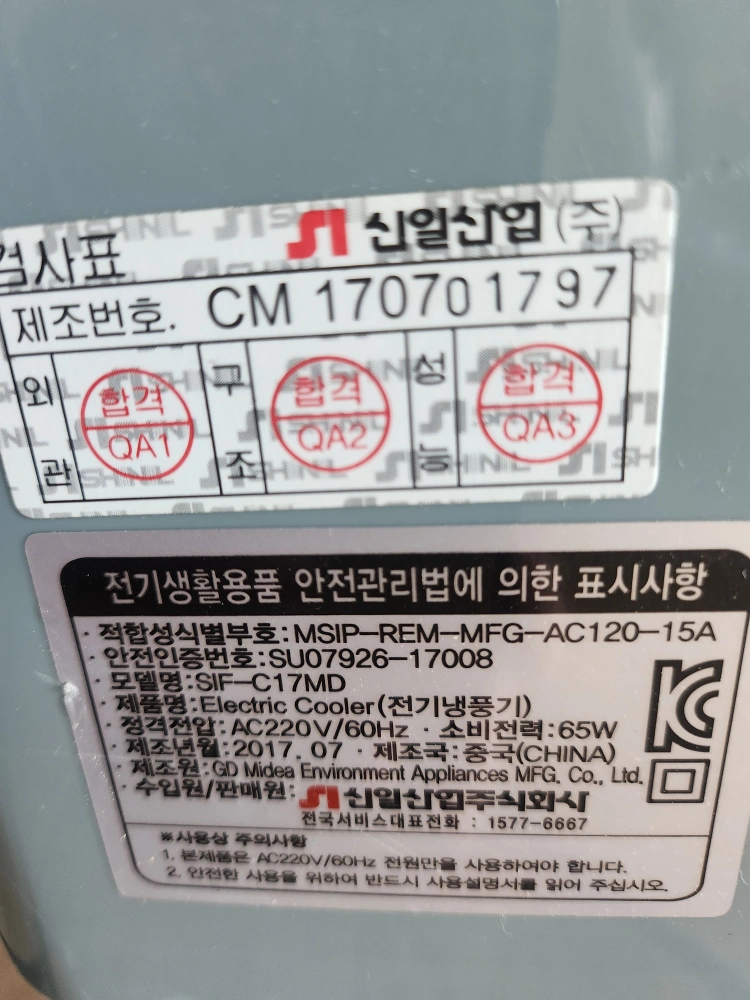 SI 신일산업(주)
검사표
제조번호. CM 170701797
외관 합격 QA1 구조 합격 QA2 성능 합격 QA3
전기생활용품 안전관리법에 의한 표시사항
· 적합성식별부호:MSIP-REM-MFG-AC120-15A
· 안전인증번호:SU07926-17008
· 모델명:SIF-C17MD
· 제품명:Electric Cooler(전기냉풍기)
· 정격전압:AC220V/60Hz · 소비전력:65W
· 제조년월:2017.07 · 제조국:중국(CHINA)
· 제조원:GD Midea Environment Appliances MFG. Co., Ltd.
· 수입원/판매원: SI 신일산업주식회사
전국서비스대표전화 : 1577-6667
※사용상 주의사항
1. 본제품은 AC220V/60Hz 전원만을 사용하여야 합니다.
2. 안전한 사용을 위하여 반드시 사용설명서를 읽어 주십시오.